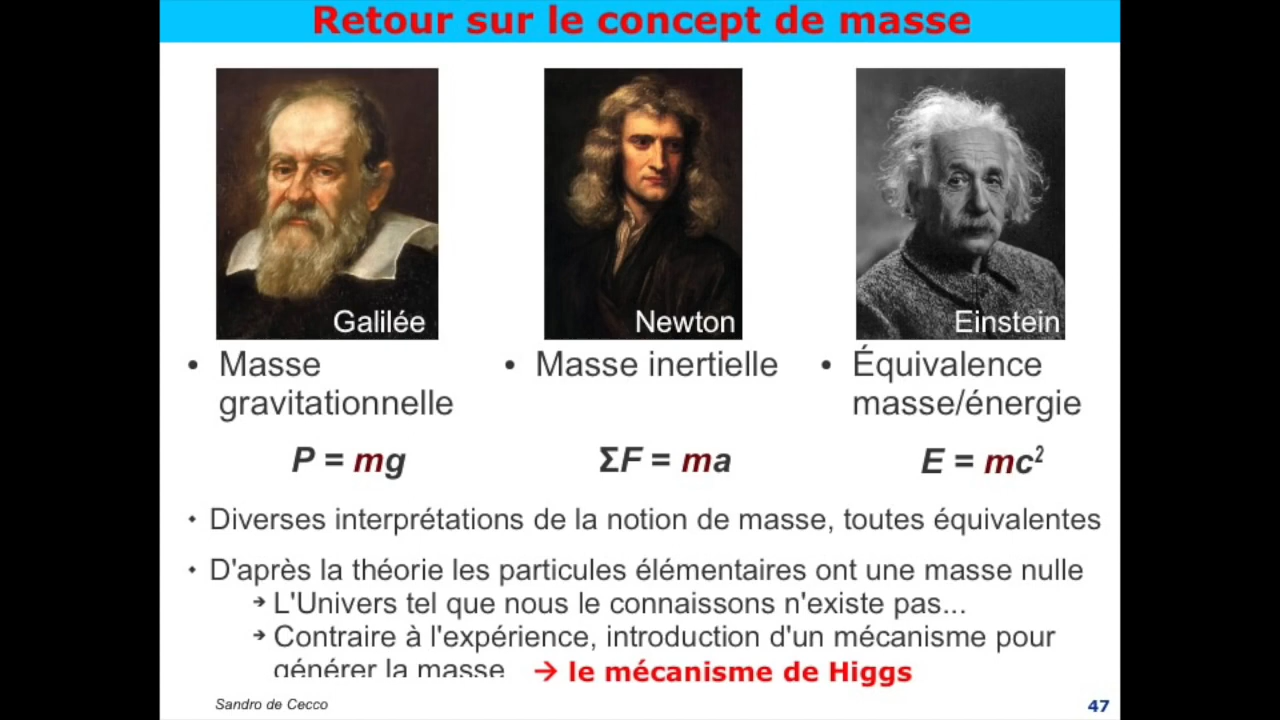 Retour sur le concept de masse
Galilée
Newton
Einstein
• Masse
gravitationnelle
P = mg
• Masse inertielle
ΣF = ma
• Équivalence
masse/énergie
E = mc²
• Diverses interprétations de la notion de masse, toutes équivalentes
• D'après la théorie les particules élémentaires ont une masse nulle
➔ L'Univers tel que nous le connaissons n'existe pas...
➔ Contraire à l'expérience, introduction d'un mécanisme pour
générer la masse → le mécanisme de Higgs
Sandro de Cecco
47